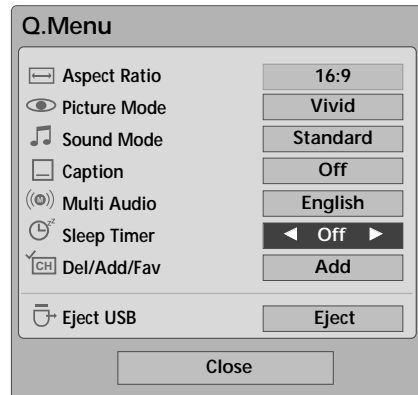 Q.Menu
Aspect Ratio 16:9
Picture Mode Vivid
Sound Mode Standard
Caption Off
Multi Audio English
Sleep Timer ◀ Off ▶
Del/Add/Fav Add
Eject USB Eject
Close